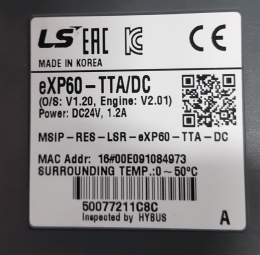 LS EAC CE
MADE IN KOREA
eXP60-TTA/DC
(O/S: V1.20, Engine: V2.01)
Power: DC24V, 1.2A
MSIP-RES-LSR-eXP60-TTA-DC
MAC Addr: 16#00E091084973
SURROUNDING TEMP.:0~50°C
50077211C8C
Inspected by HYBUS
A